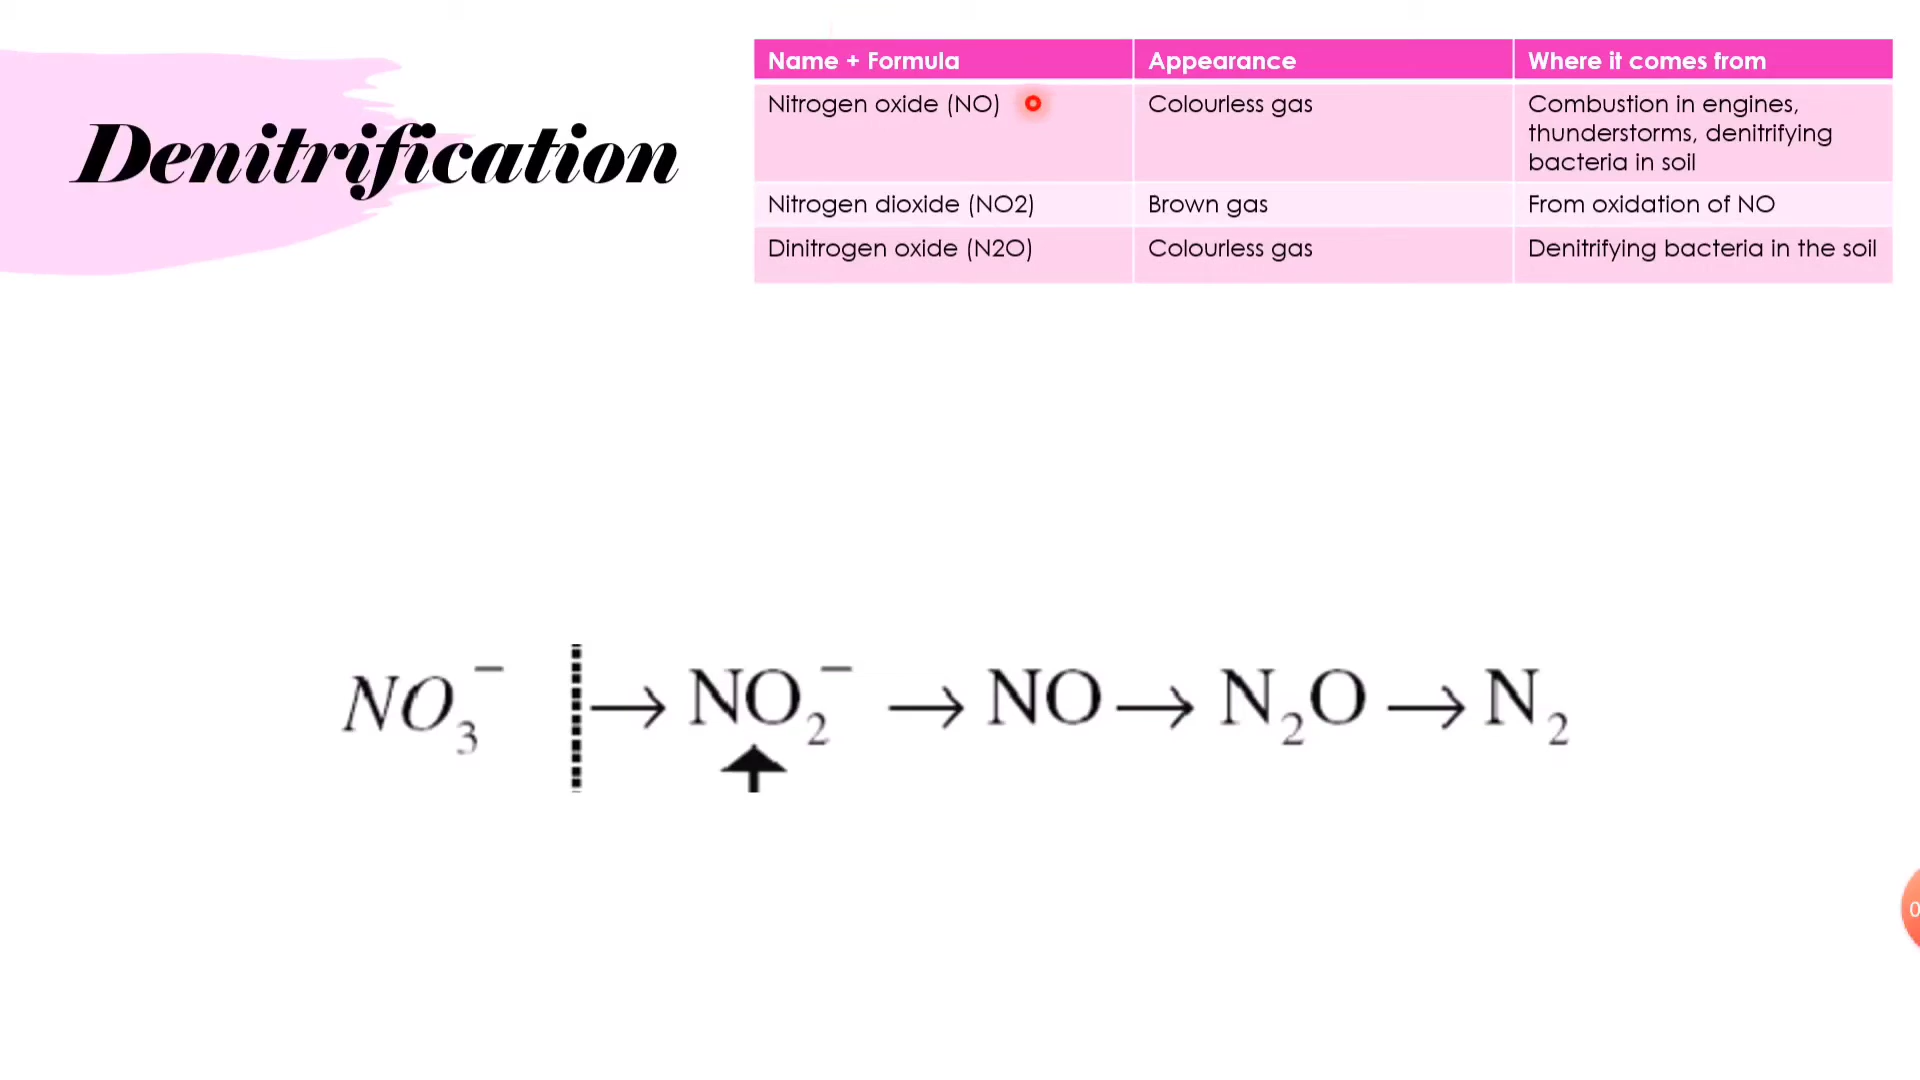 Denitrification
Name + Formula Appearance Where it comes from
Nitrogen oxide (NO) Colourless gas Combustion in engines,
thunderstorms, denitrifying
bacteria in soil
Nitrogen dioxide (NO2) Brown gas From oxidation of NO
Dinitrogen oxide (N2O) Colourless gas Denitrifying bacteria in the soil
NO₃⁻ → NO₂⁻ → NO → N₂O → N₂